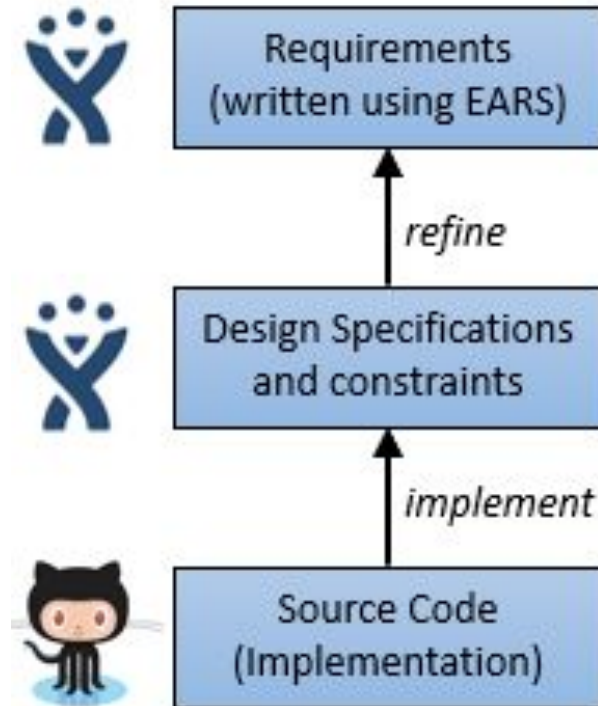 Requirements
(written using EARS)
refine
Design Specifications
and constraints
implement
Source Code
(Implementation)